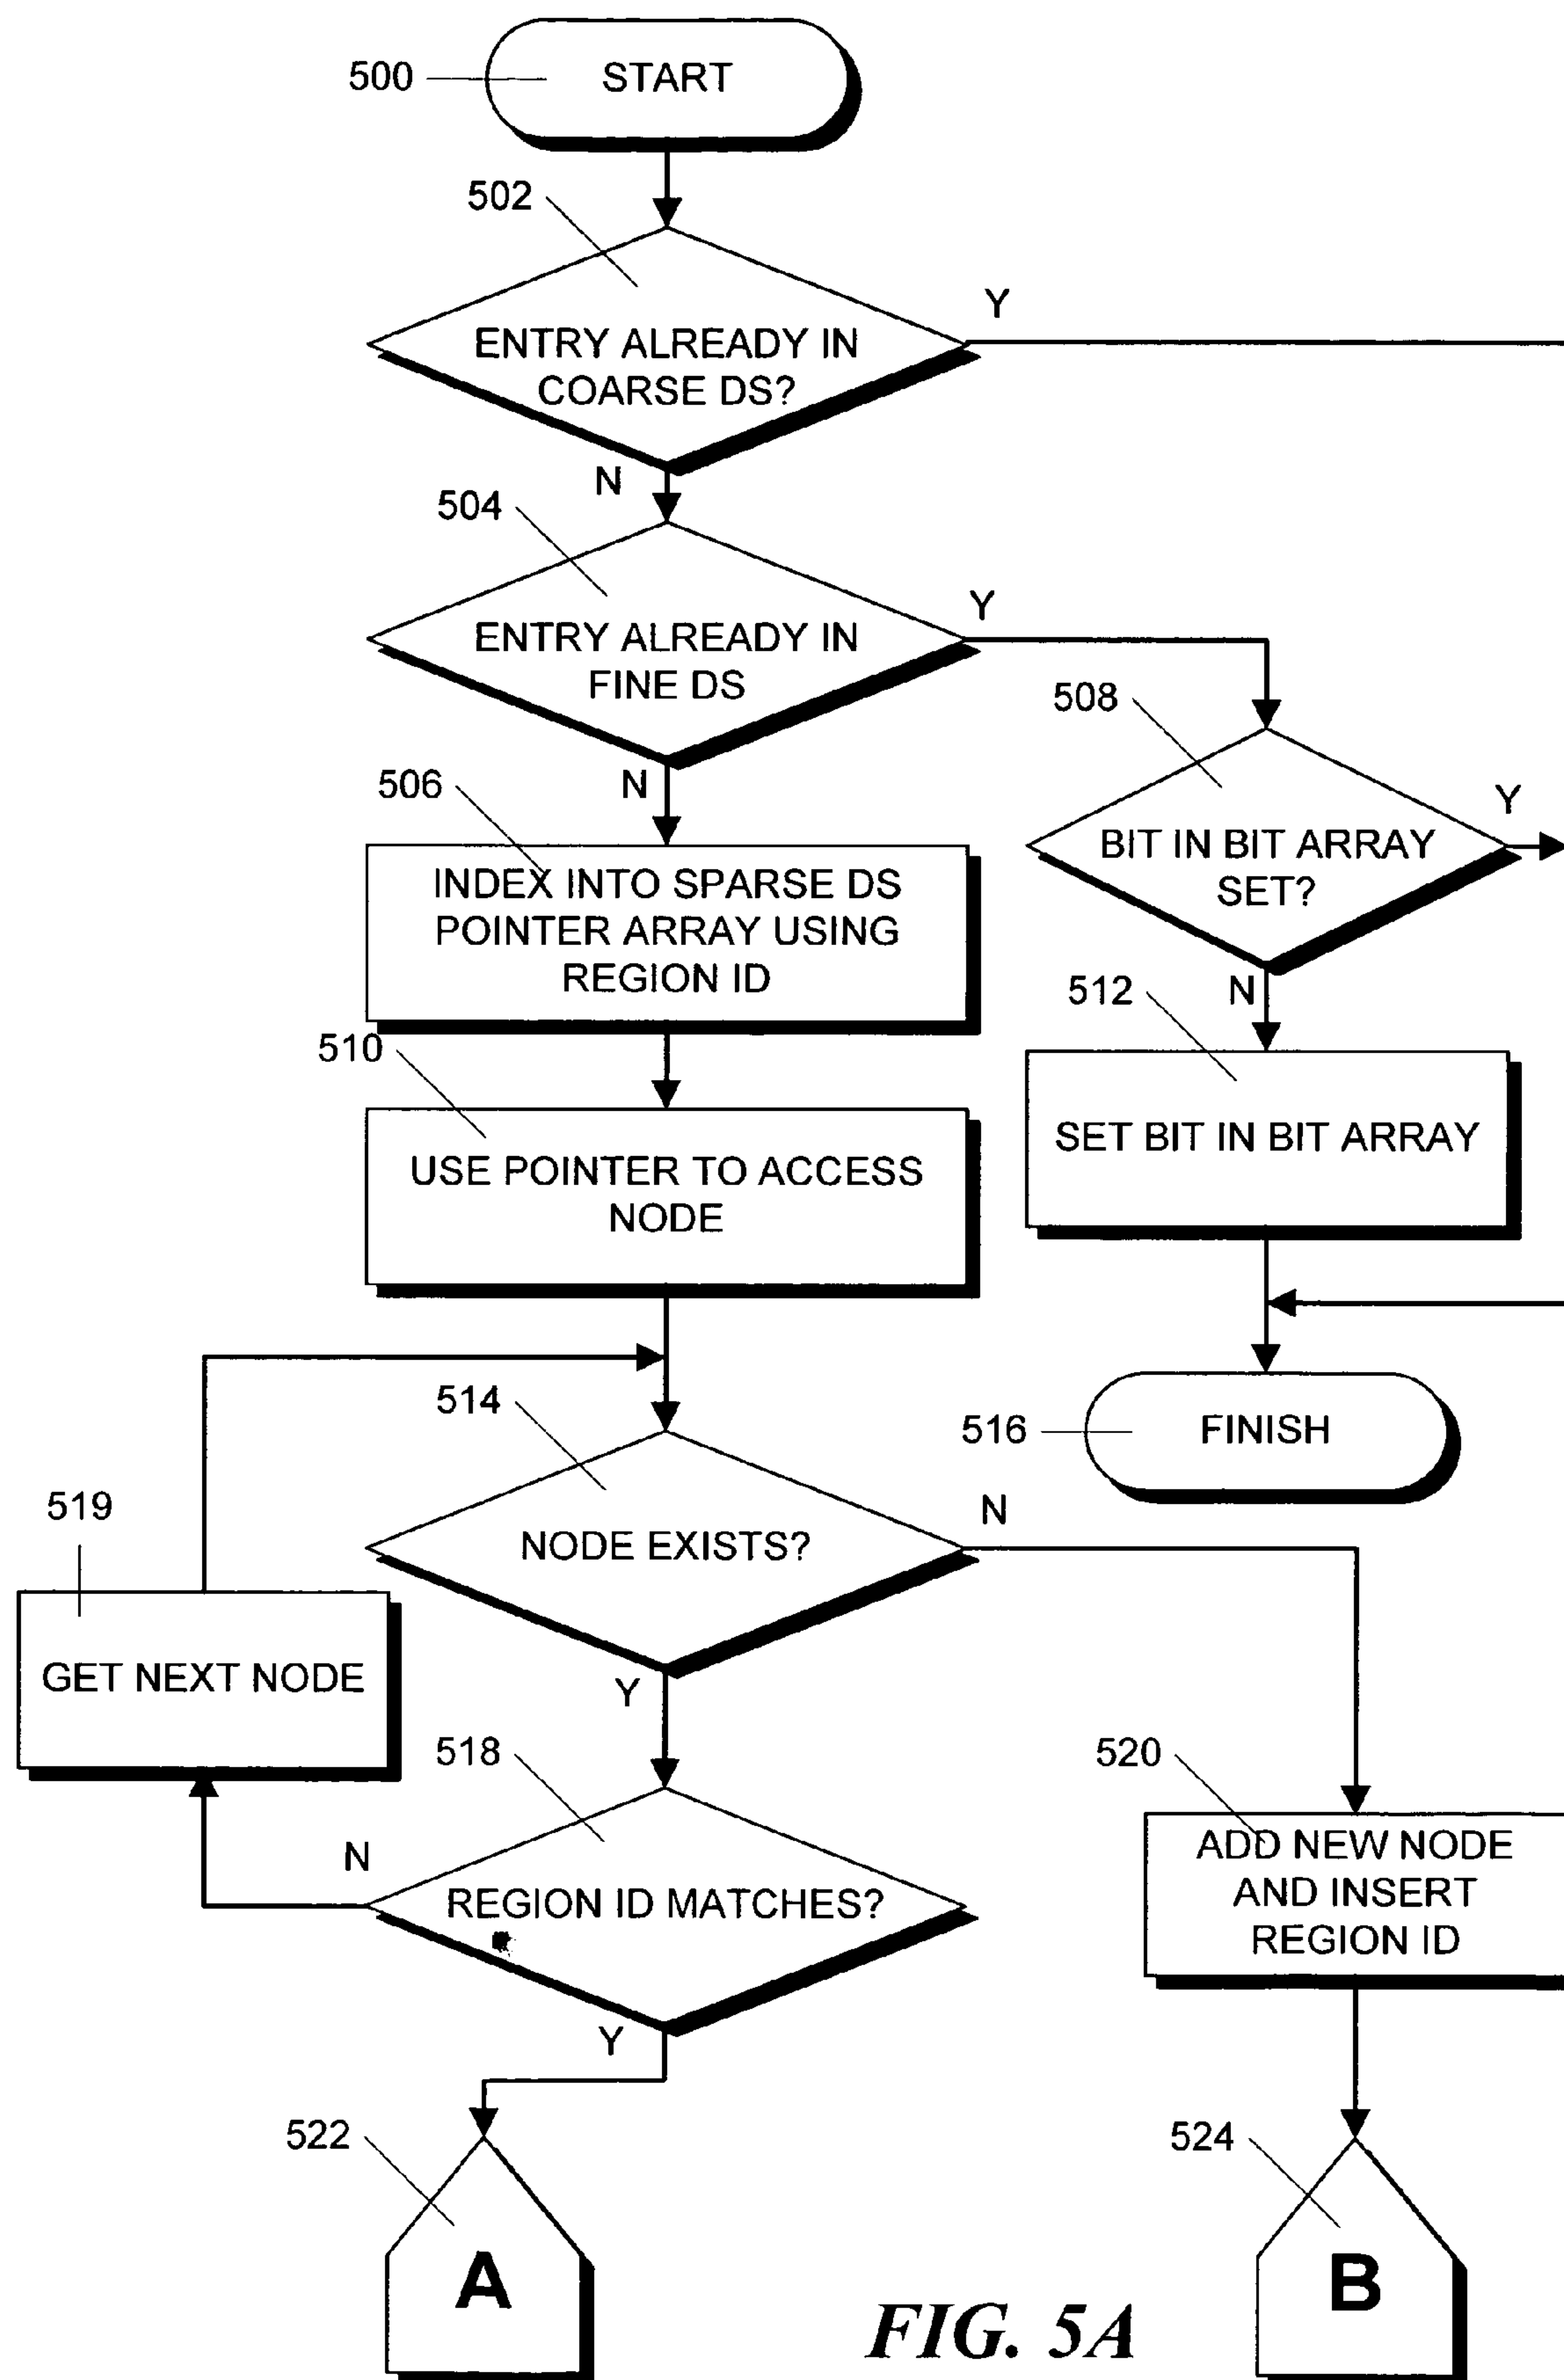 500
START
502
ENTRY ALREADY IN
COARSE DS?
Y
N
504
ENTRY ALREADY IN
FINE DS
Y
N
508
BIT IN BIT ARRAY
SET?
Y
N
506
INDEX INTO SPARSE DS
POINTER ARRAY USING
REGION ID
512
SET BIT IN BIT ARRAY
510
USE POINTER TO ACCESS
NODE
516
FINISH
514
NODE EXISTS?
N
Y
519
GET NEXT NODE
518
REGION ID MATCHES?
N
Y
520
ADD NEW NODE
AND INSERT
REGION ID
522
A
524
B
FIG. 5A